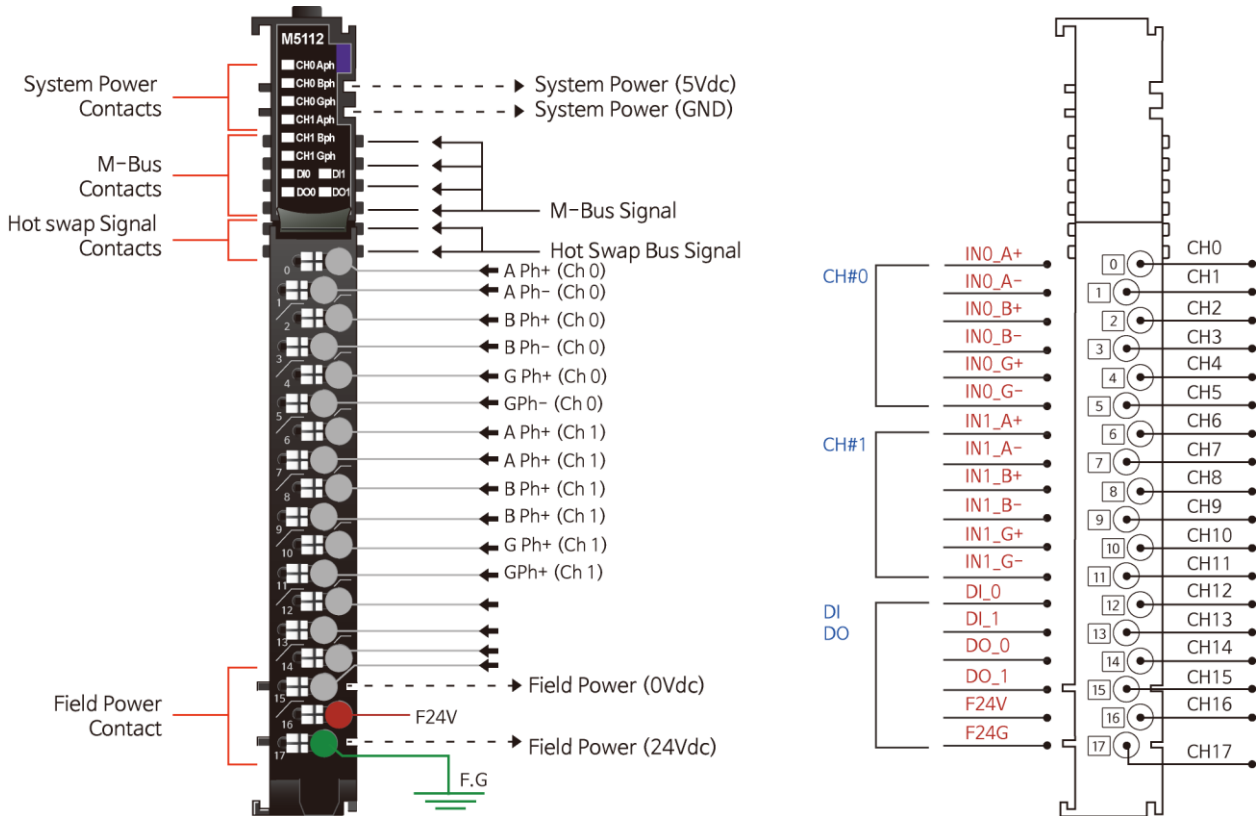 M5112
CH0 Aph
CH0 Bph
CH0 Gph
CH1 Aph
CH1 Bph
CH1 Gph
DI0 DI1
DO0 DO1
System Power
Contacts
M-Bus
Contacts
Hot swap Signal
Contacts
Field Power
Contact
System Power (5Vdc)
System Power (GND)
M-Bus Signal
Hot Swap Bus Signal
0
1
2
3
4
5
6
7
8
9
10
11
12
13
14
15
16
17
A Ph+ (Ch 0)
A Ph- (Ch 0)
B Ph+ (Ch 0)
B Ph- (Ch 0)
G Ph+ (Ch 0)
GPh- (Ch 0)
A Ph+ (Ch 1)
A Ph+ (Ch 1)
B Ph+ (Ch 1)
B Ph+ (Ch 1)
G Ph+ (Ch 1)
GPh+ (Ch 1)
Field Power (0Vdc)
F24V
Field Power (24Vdc)
F.G
CH#0
CH#1
DI
DO
IN0_A+ 0 CH0
IN0_A- 1 CH1
IN0_B+ 2 CH2
IN0_B- 3 CH3
IN0_G+ 4 CH4
IN0_G- 5 CH5
IN1_A+ 6 CH6
IN1_A- 7 CH7
IN1_B+ 8 CH8
IN1_B- 9 CH9
IN1_G+ 10 CH10
IN1_G- 11 CH11
DI_0 12 CH12
DI_1 13 CH13
DO_0 14 CH14
DO_1 15 CH15
F24V 16 CH16
F24G 17 CH17